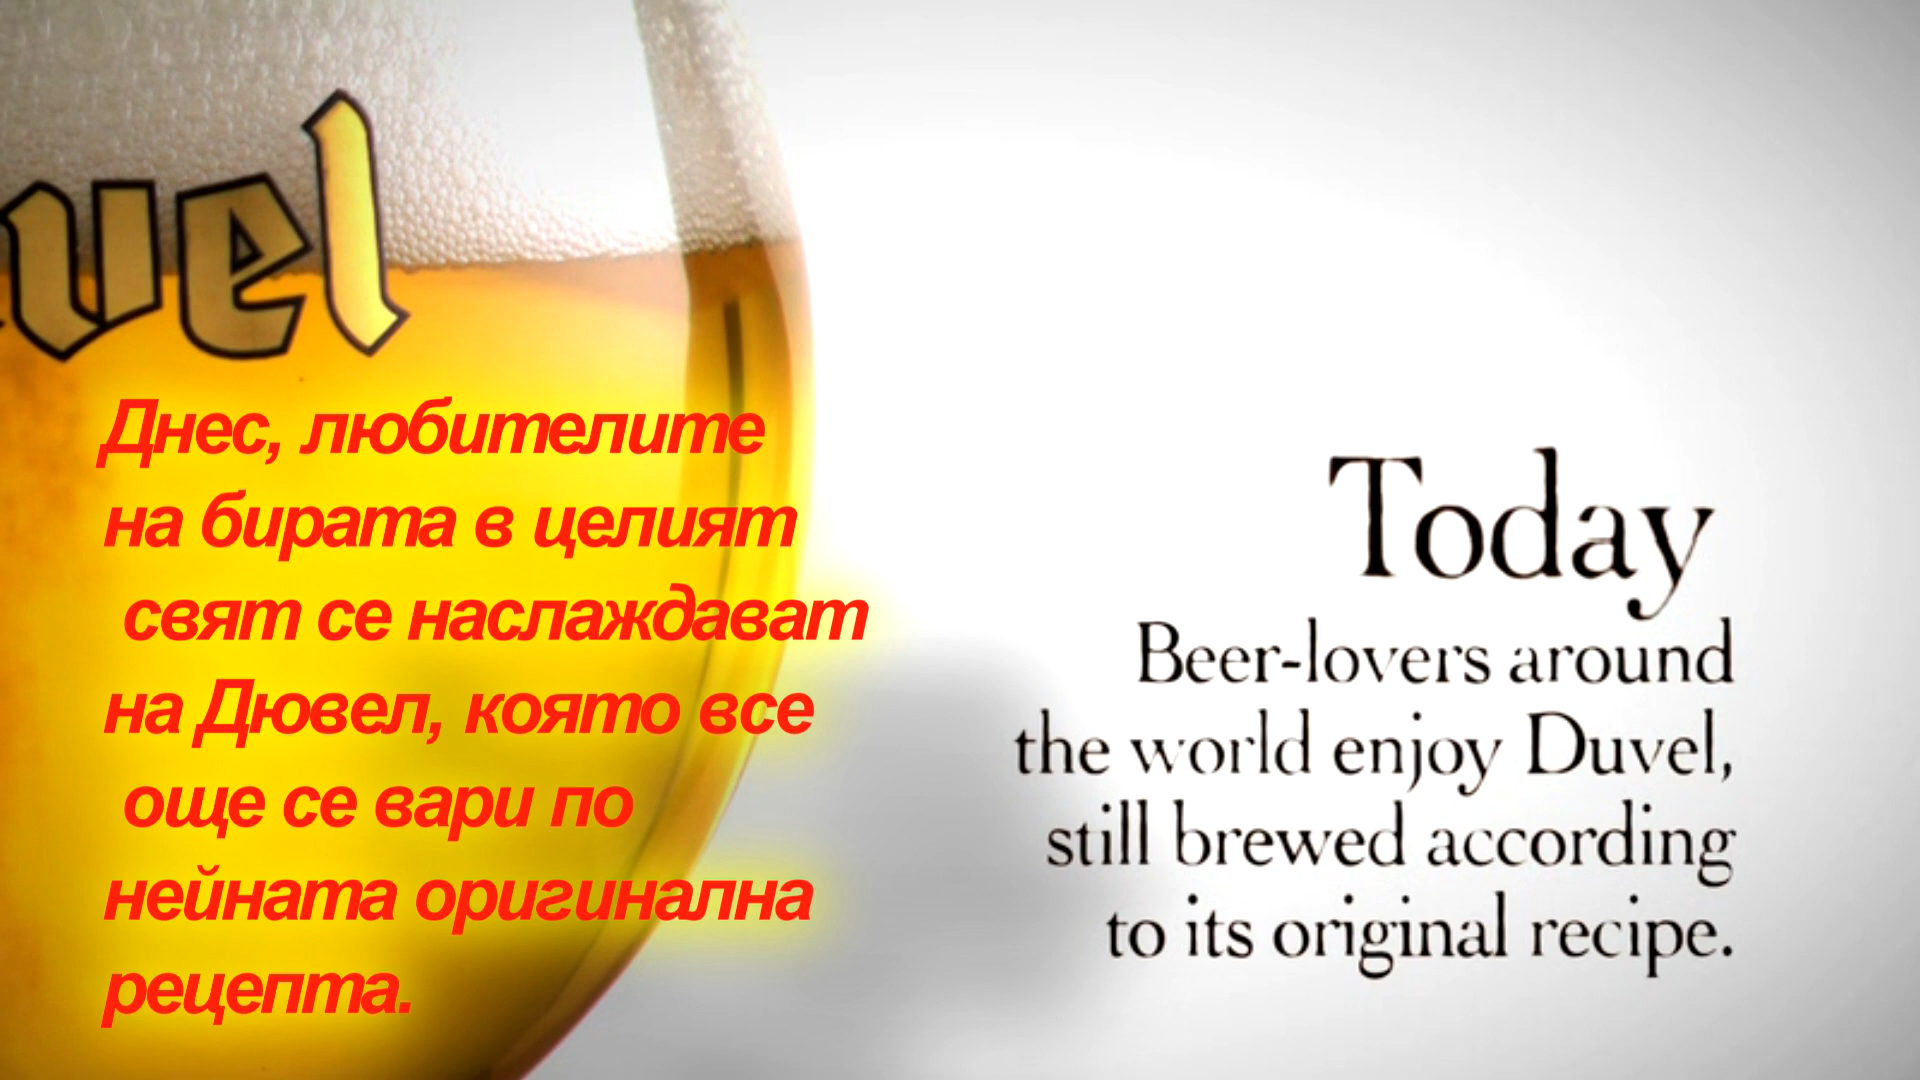 uvel
Днес, любителите
на бирата в целият
свят се наслаждават
на Дювел, която все
още се вари по
нейната оригинална
рецепта.
Today
Beer-lovers around
the world enjoy Duvel,
still brewed according
to its original recipe.